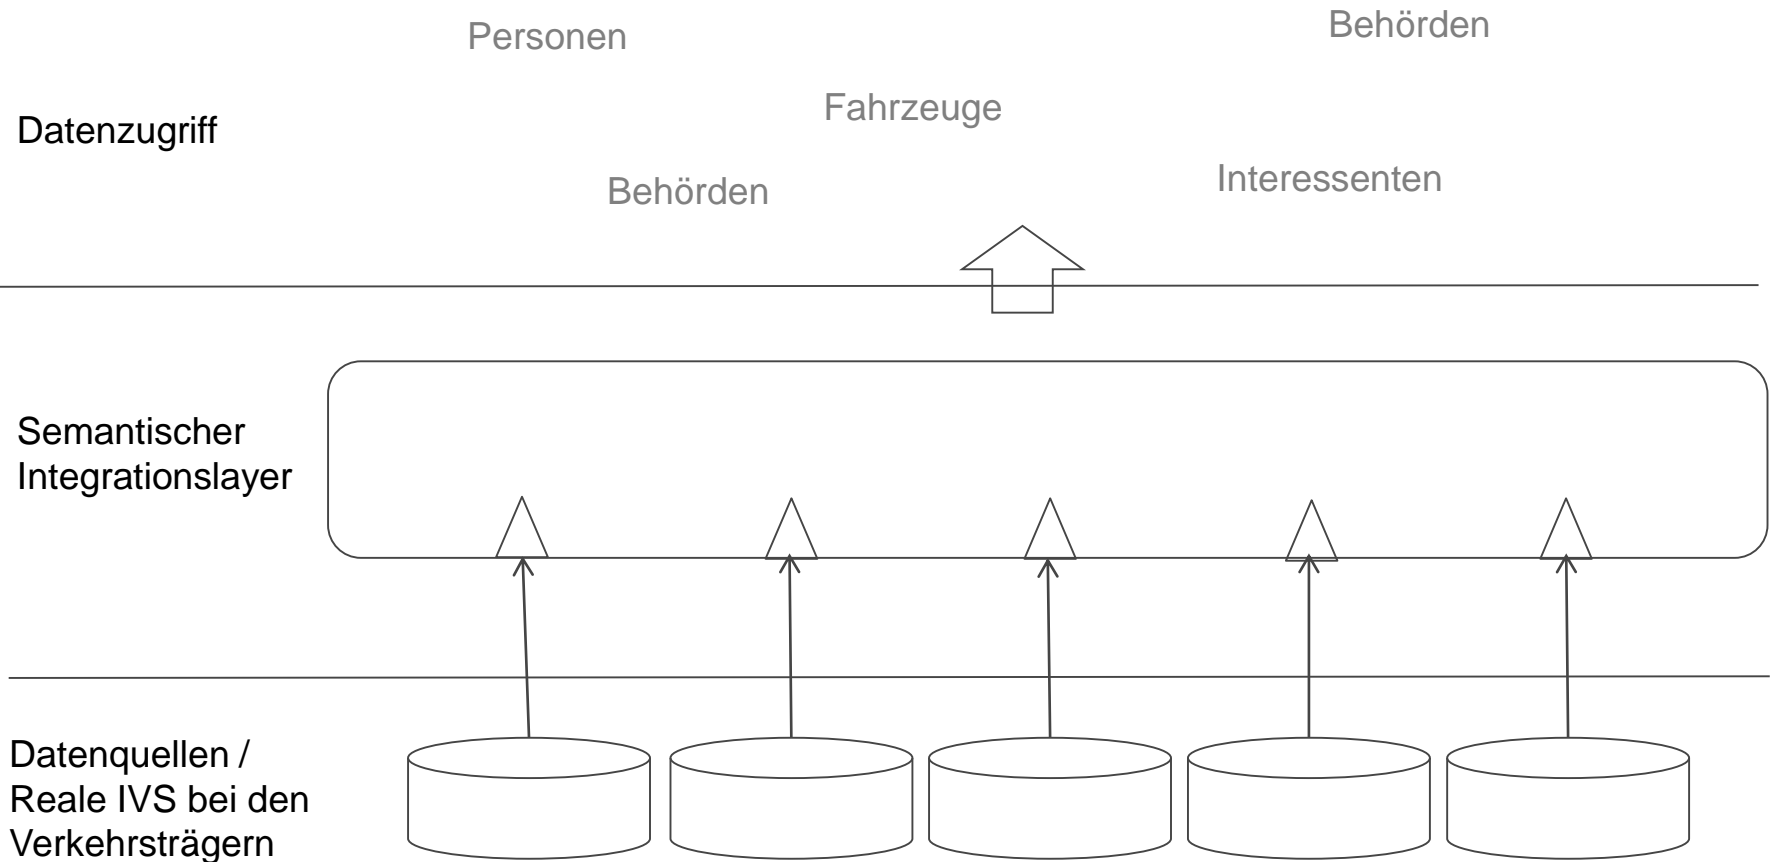 Personen
Behörden
Fahrzeuge
Datenzugriff
Behörden
Interessenten
Semantischer
Integrationslayer
Datenquellen /
Reale IVS bei den
Verkehrsträgern